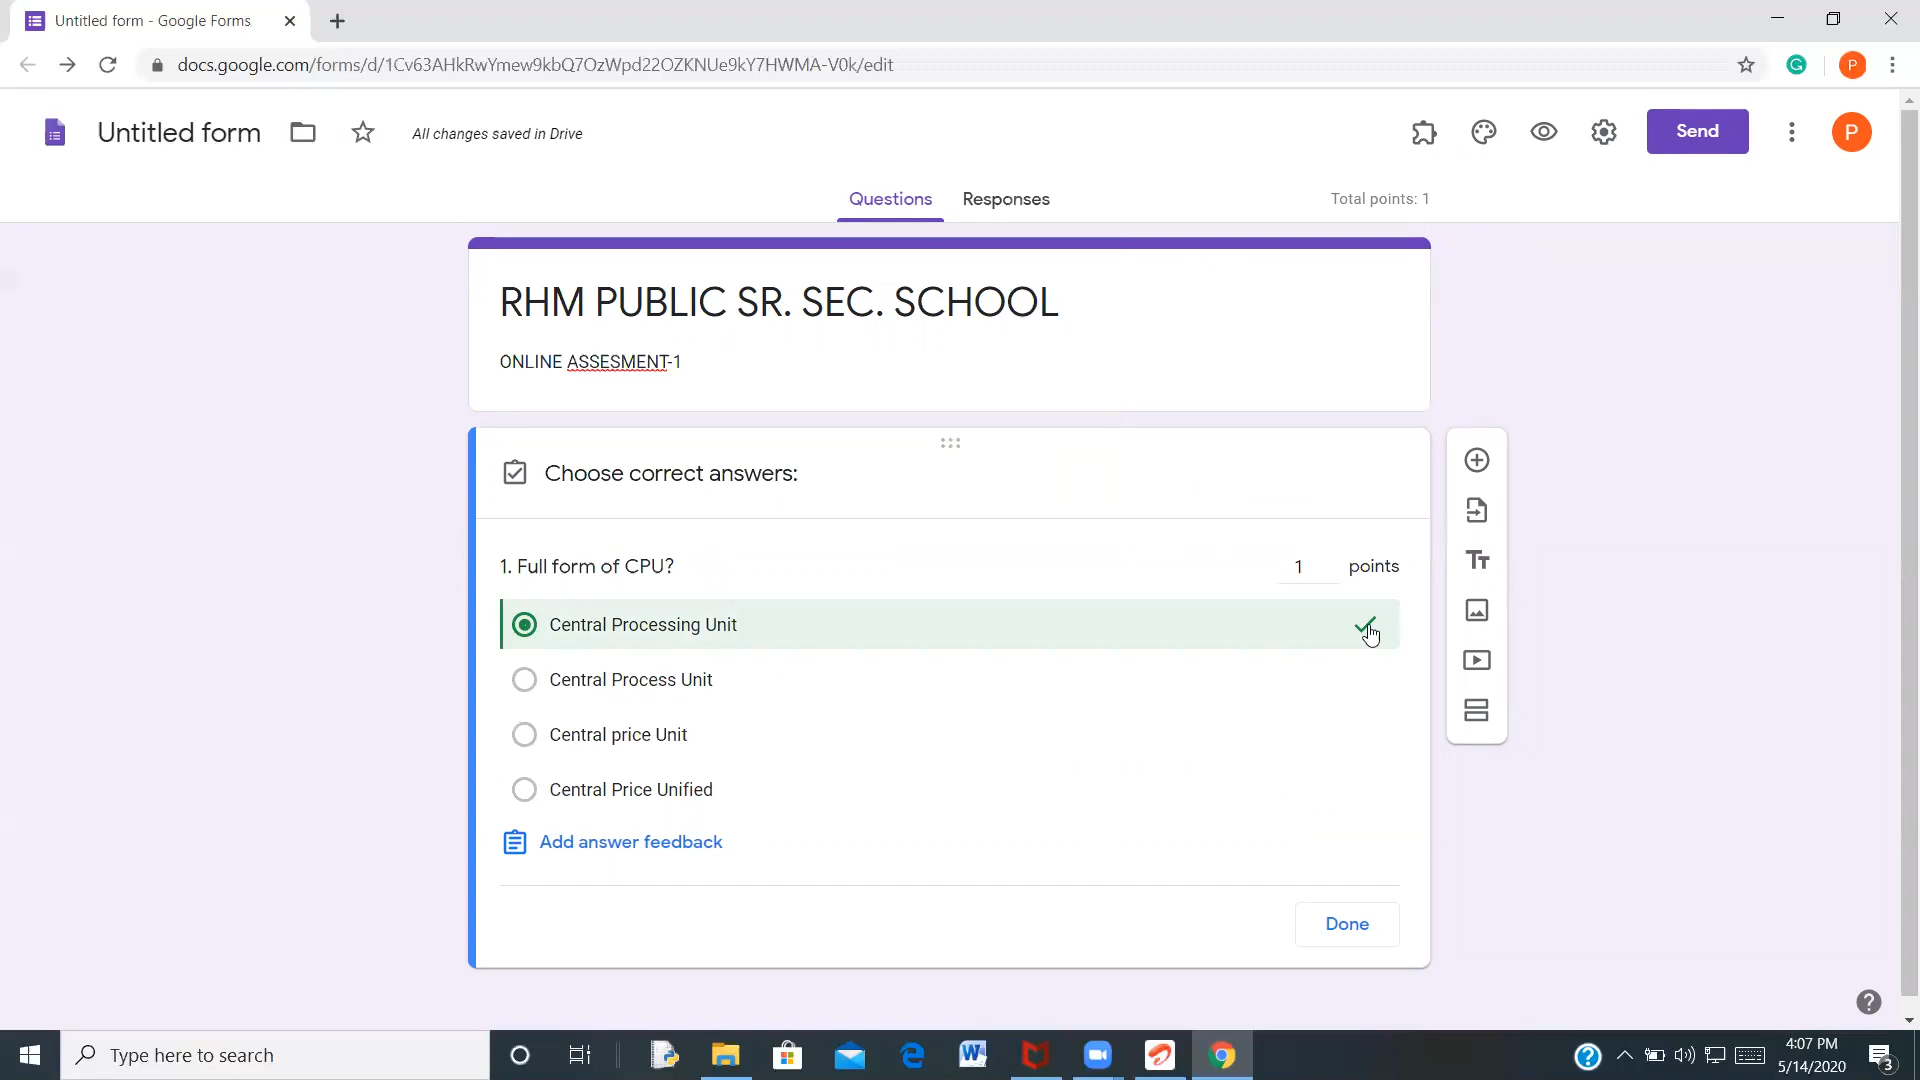 Untitled form - Google Forms
docs.google.com/forms/d/1Cv63AHkRwYmew9kbQ7OzWpd22OZKNUe9kY7HWMA-V0k/edit
P
Untitled form
All changes saved in Drive
Send
P
Questions
Responses
Total points: 1
RHM PUBLIC SR. SEC. SCHOOL
ONLINE ASSESMENT-1
Choose correct answers:
1. Full form of CPU?
1 points
Central Processing Unit
Central Process Unit
Central price Unit
Central Price Unified
Add answer feedback
Done
Type here to search
4:07 PM
5/14/2020
3